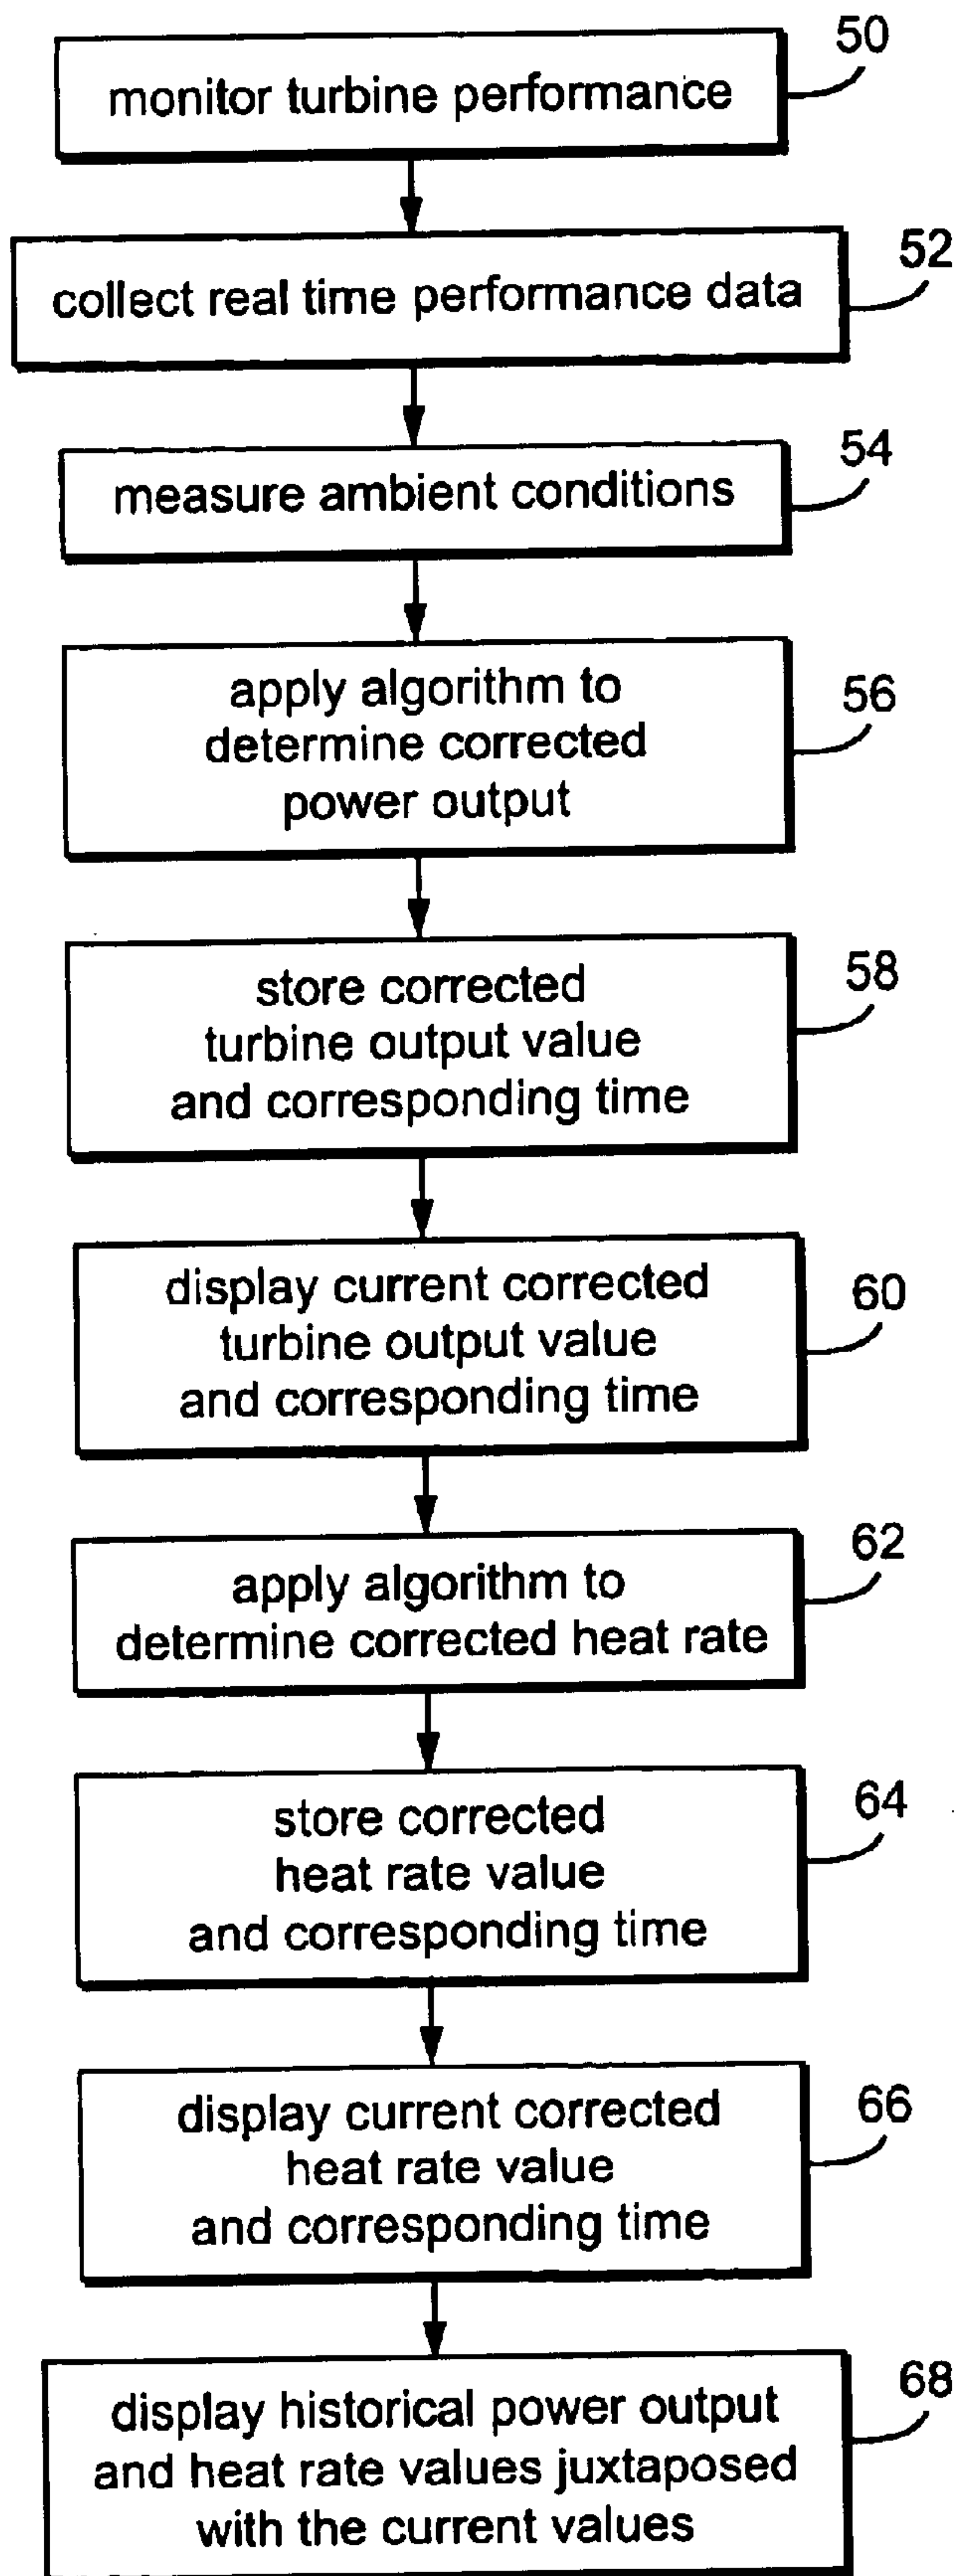 50
monitor turbine performance
52
collect real time performance data
54
measure ambient conditions
56
apply algorithm to
determine corrected
power output
58
store corrected
turbine output value
and corresponding time
60
display current corrected
turbine output value
and corresponding time
62
apply algorithm to
determine corrected heat rate
64
store corrected
heat rate value
and corresponding time
66
display current corrected
heat rate value
and corresponding time
68
display historical power output
and heat rate values juxtaposed
with the current values